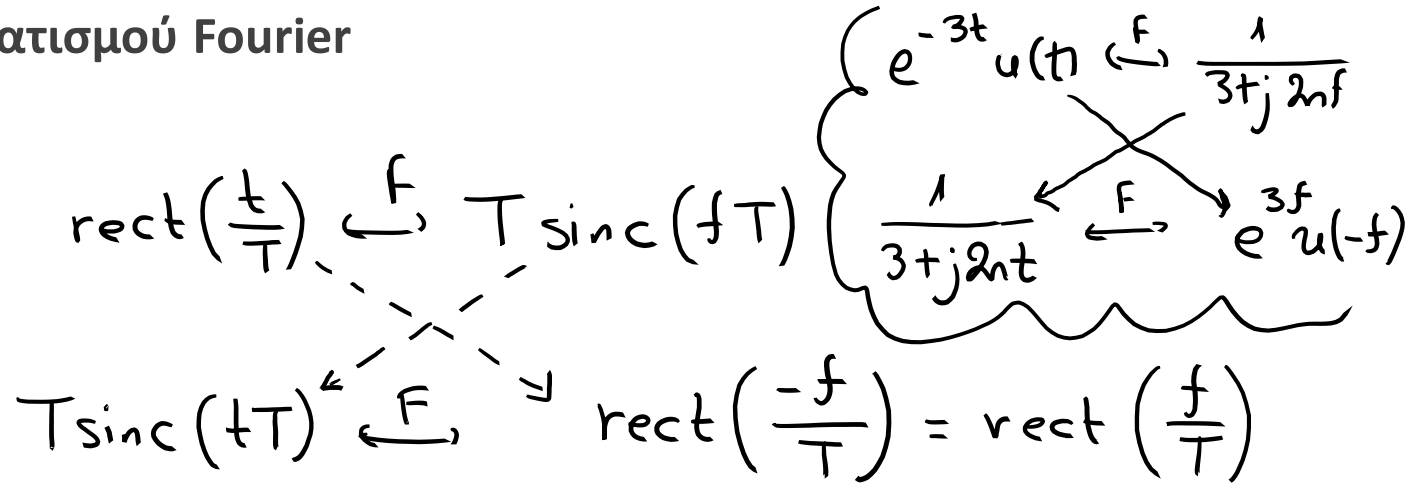 ατισμού Fourier
e^{-3t} u(t) ↔ F 1/(3+j2πf)
rect(t/T) ↔ F T sinc(fT)
1/(3+j2πt) ↔ F e^{3f} u(-f)
T sinc(tT) ↔ F rect(-f/T) = rect(f/T)